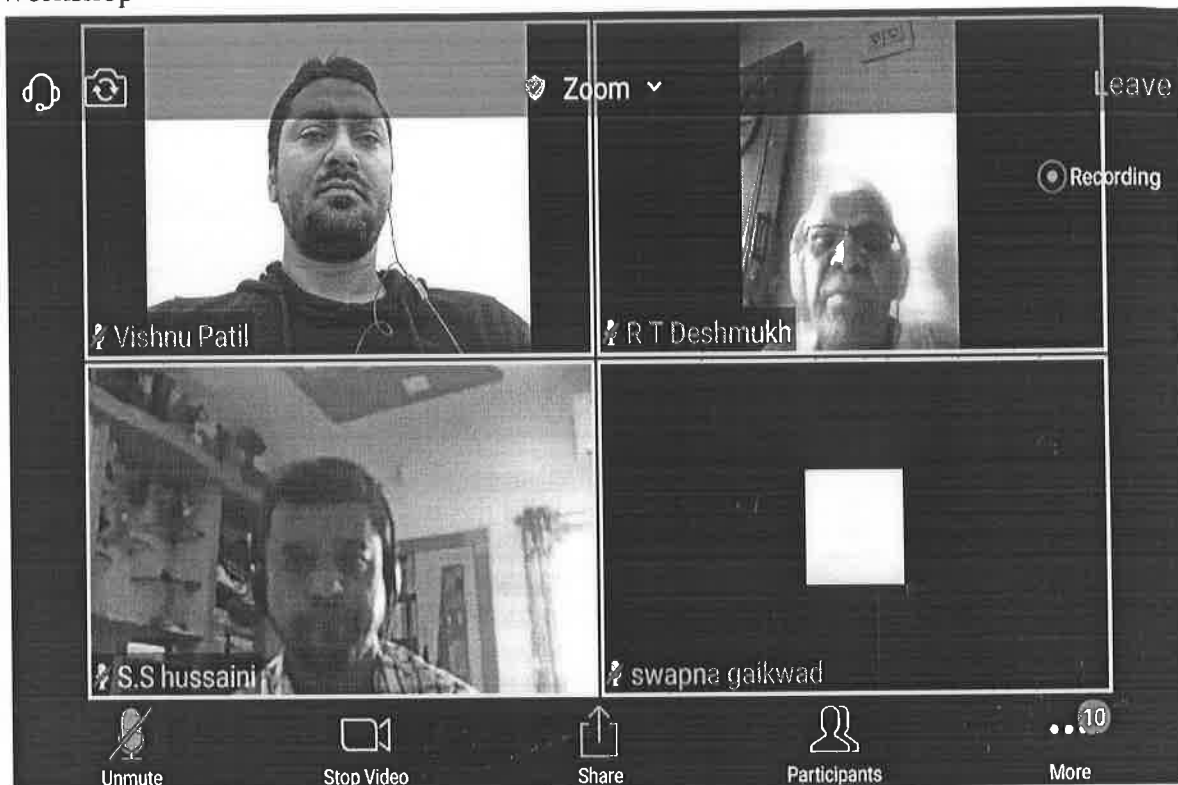 Zoom
Leave
Recording
Vishnu Patil
R T Deshmukh
S.S hussaini
swapna gaikwad
10
Unmute
Stop Video
Share
Participants
More